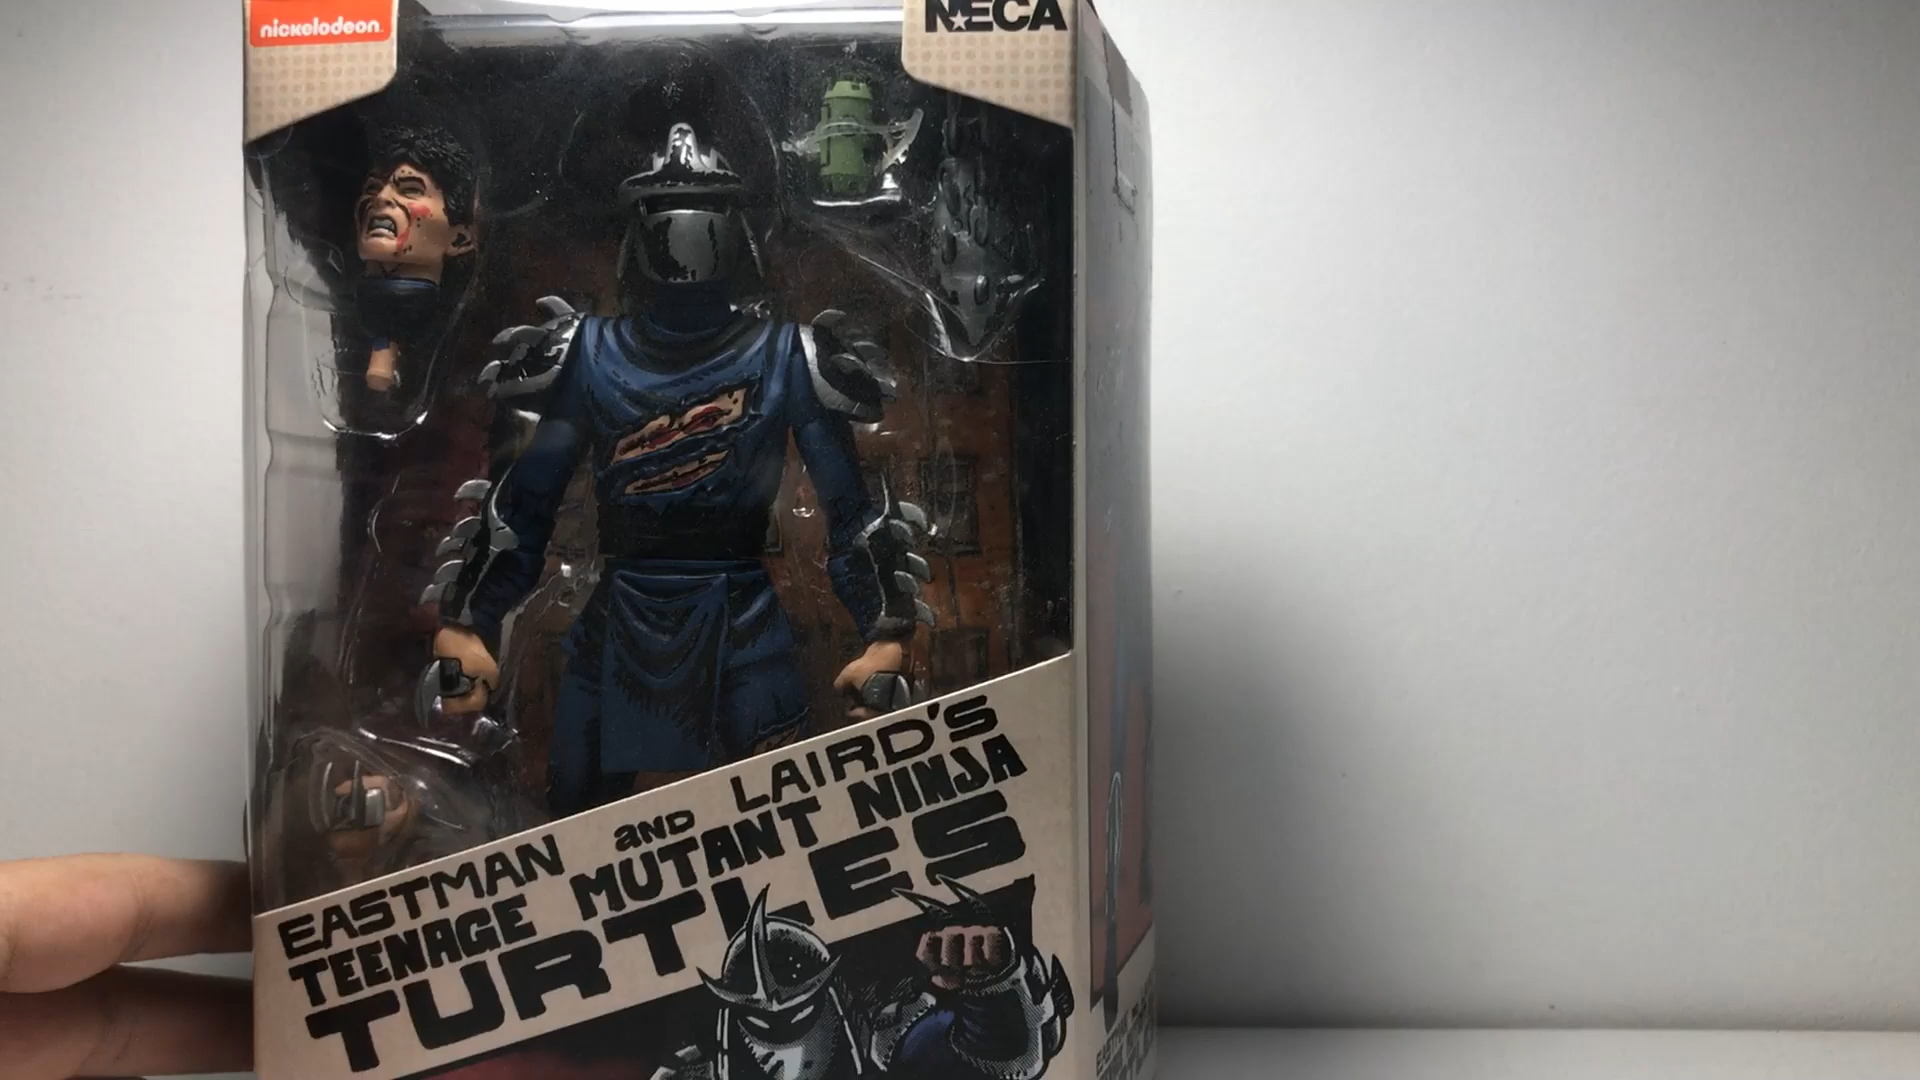 nickelodeon
NECA
EASTMAN AND LAIRD'S
TEENAGE MUTANT NINJA
TURTLES